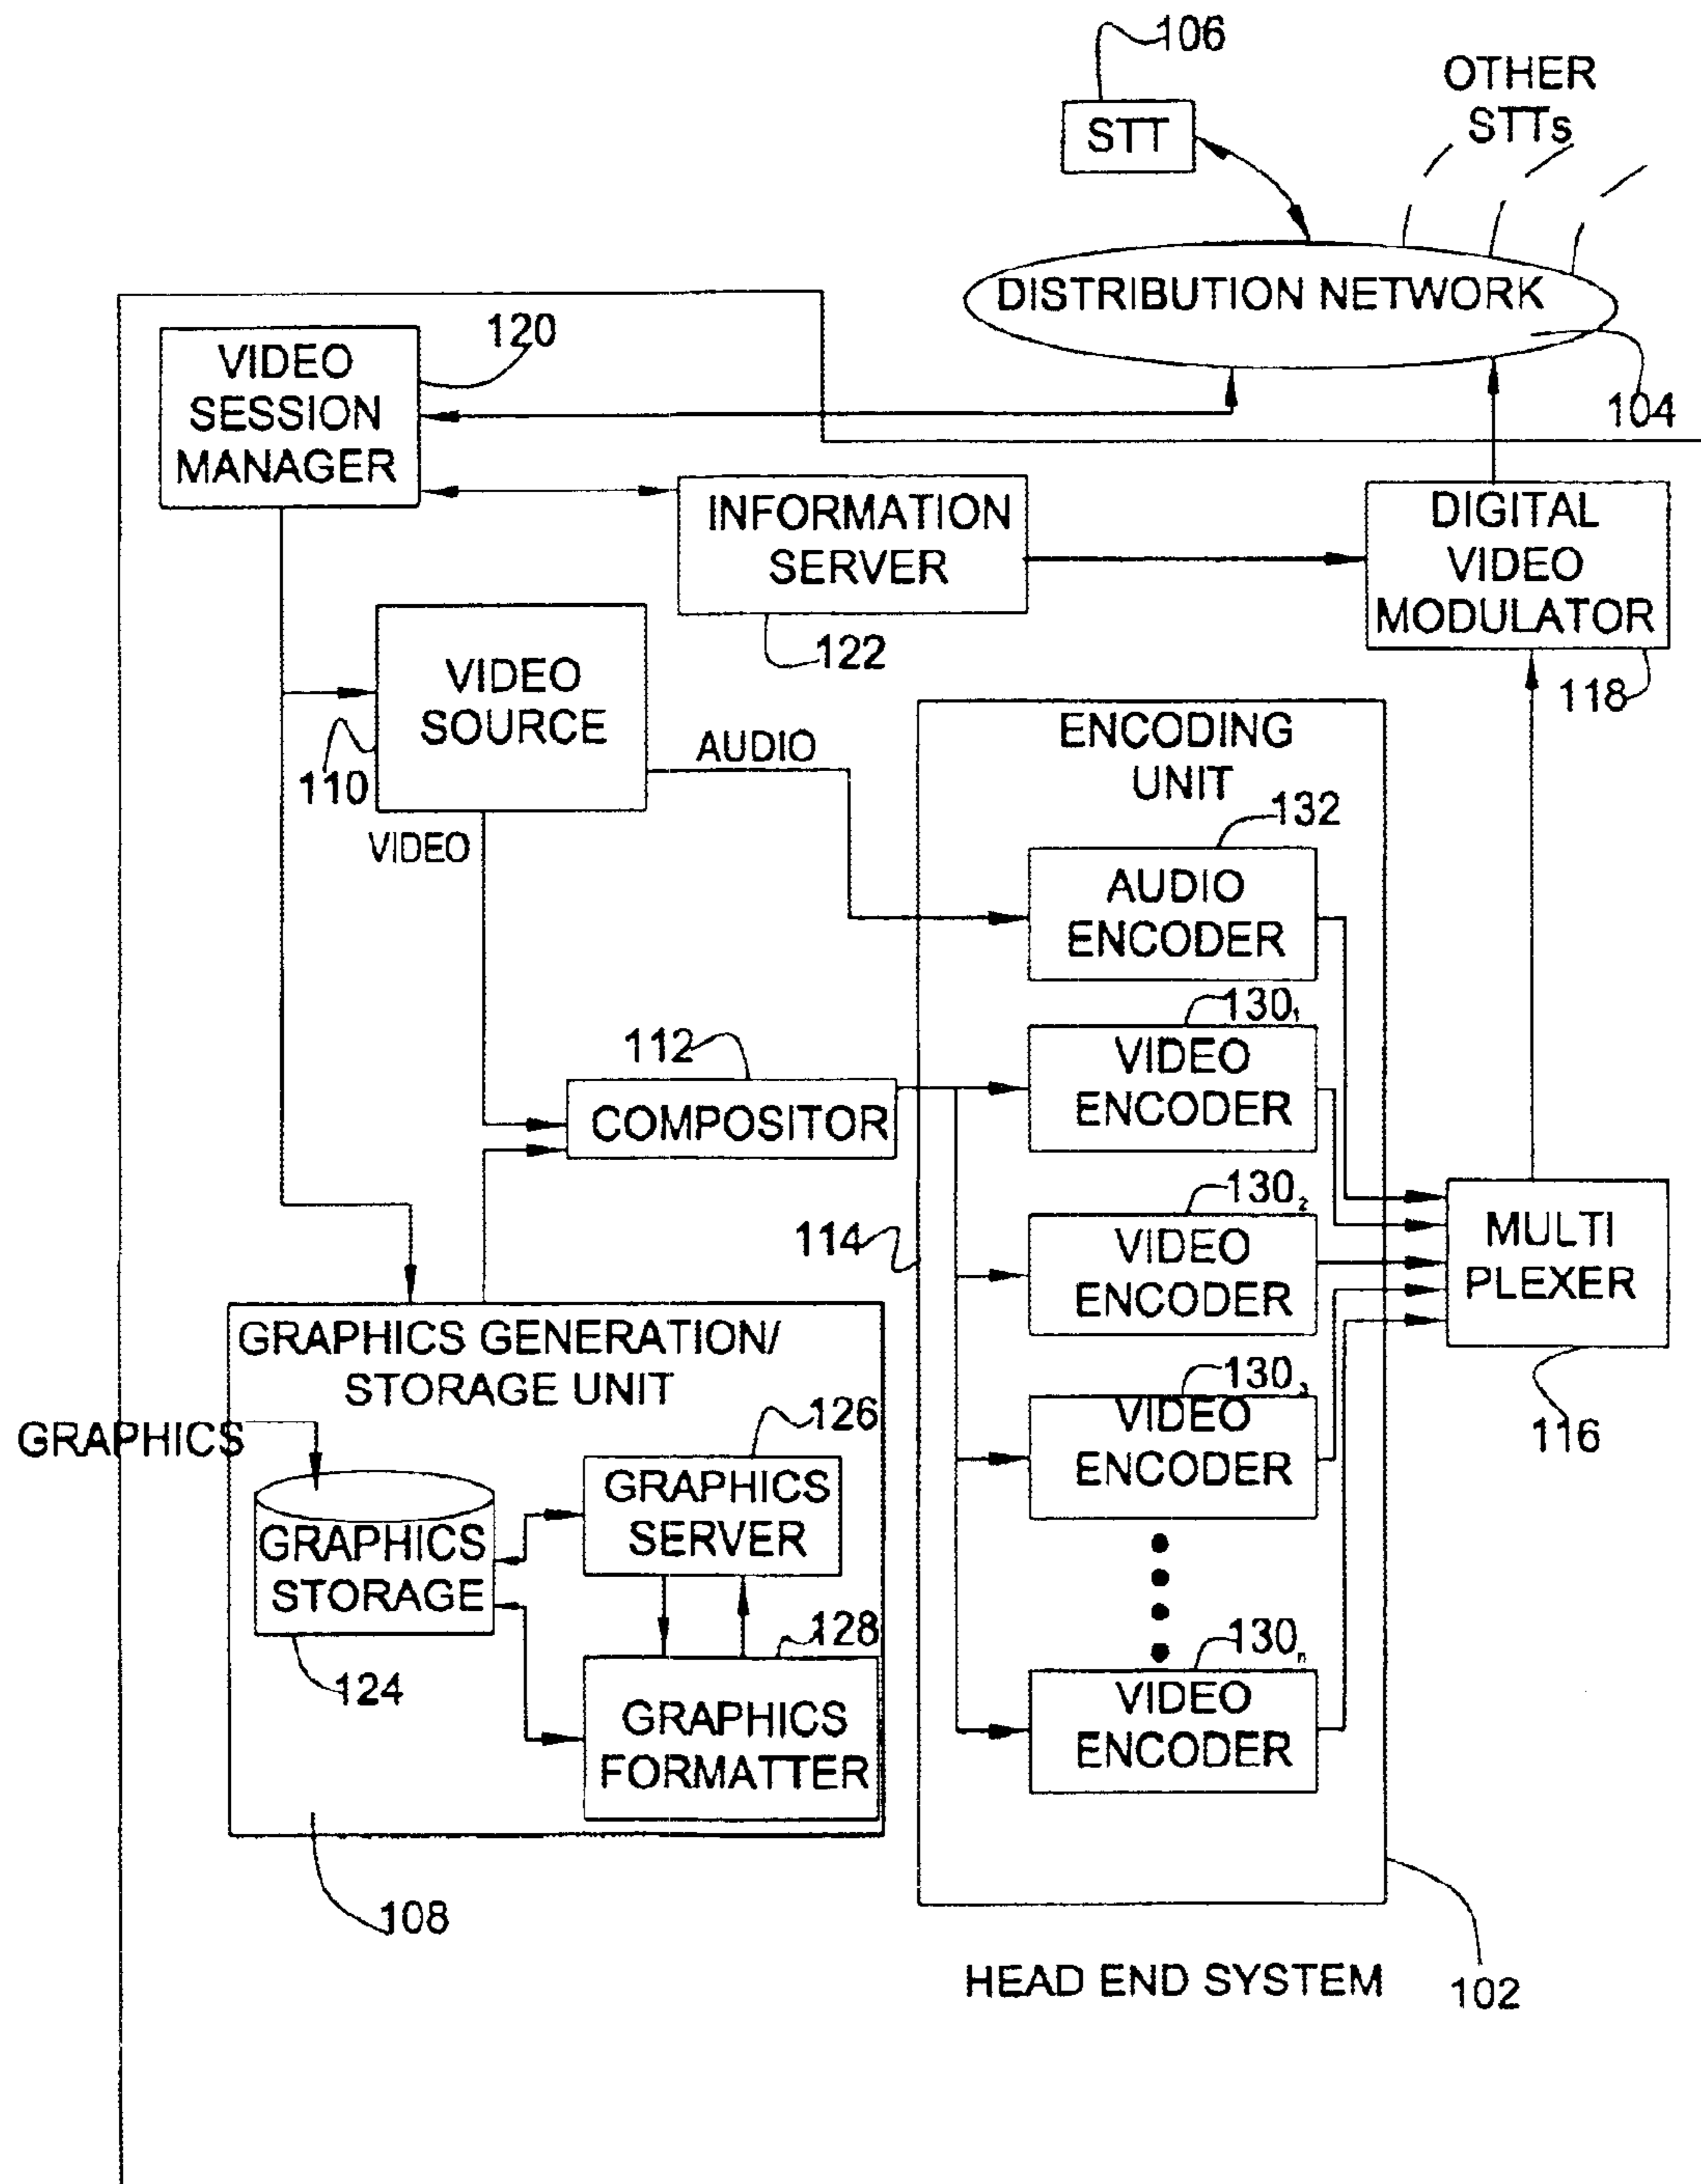 106
OTHER
STTs
STT
DISTRIBUTION NETWORK
104
120
VIDEO
SESSION
MANAGER
INFORMATION
SERVER
122
DIGITAL
VIDEO
MODULATOR
118
VIDEO
SOURCE
110
AUDIO
VIDEO
ENCODING
UNIT
132
AUDIO
ENCODER
130₁
VIDEO
ENCODER
112
COMPOSITOR
130₂
VIDEO
ENCODER
114
MULTI
PLEXER
116
130₃
VIDEO
ENCODER
130ₙ
VIDEO
ENCODER
GRAPHICS GENERATION/
STORAGE UNIT
GRAPHICS
126
GRAPHICS
SERVER
GRAPHICS
STORAGE
124
128
GRAPHICS
FORMATTER
108
HEAD END SYSTEM
102